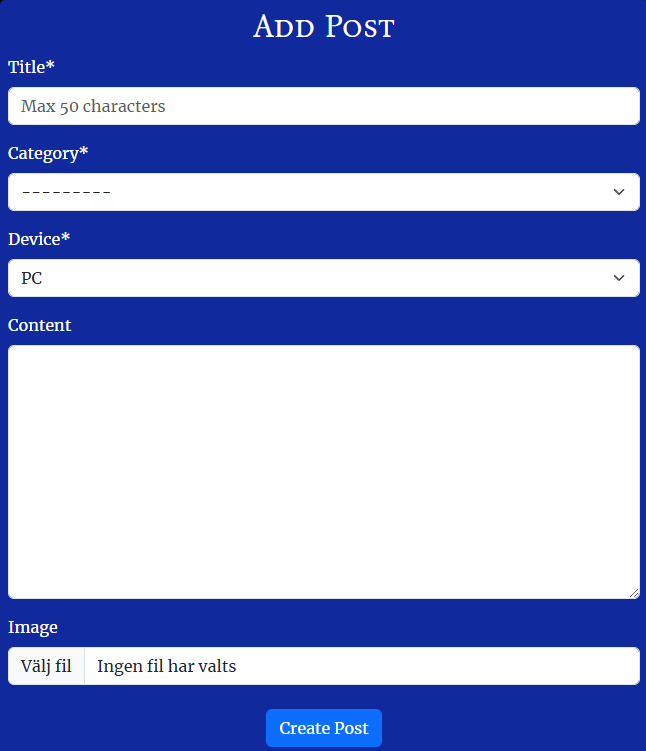 Add Post
Title*
Max 50 characters
Category*
---------
Device*
PC
Content
Image
Välj fil Ingen fil har valts
Create Post